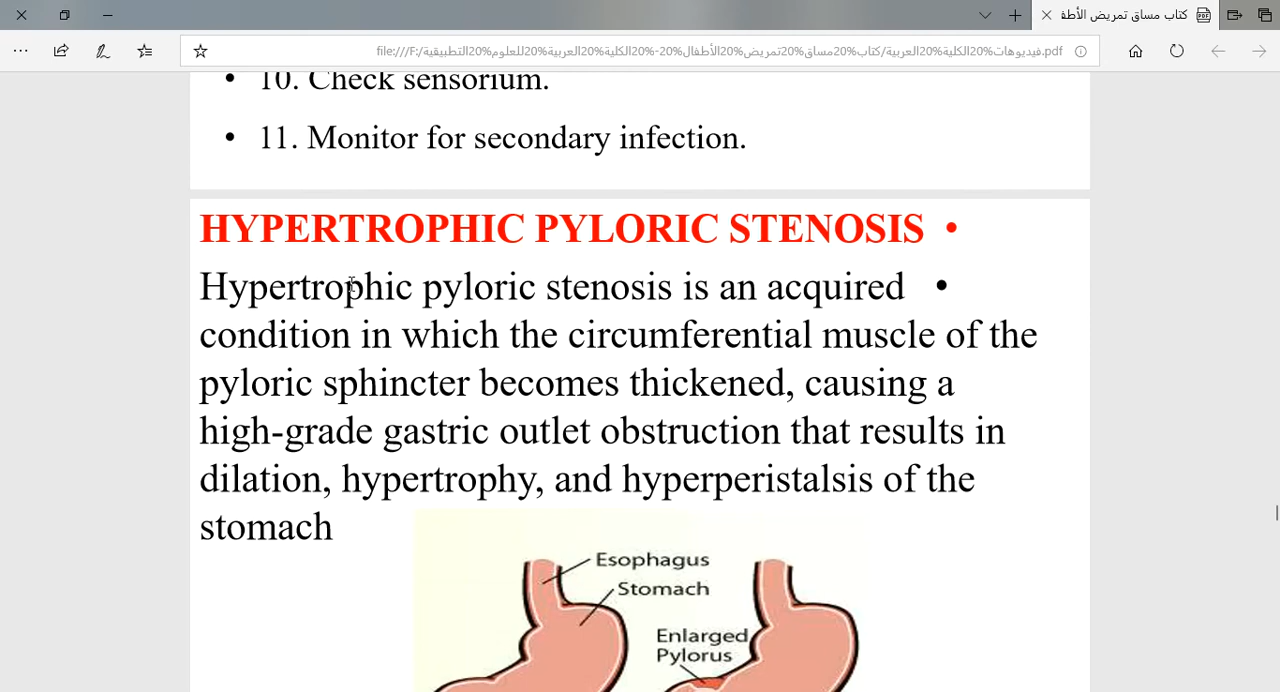 كتاب مساق تمريض الأطف
file:///F:/فيديوهات%20الكلية%20العربية/كتاب%20مساق%20تمريض%20الأطفال%20-%20الكلية%20العربية%20للعلوم%20التطبيقية.pdf
• 10. Check sensorium.
• 11. Monitor for secondary infection.
HYPERTROPHIC PYLORIC STENOSIS •
Hypertrophic pyloric stenosis is an acquired •
condition in which the circumferential muscle of the
pyloric sphincter becomes thickened, causing a
high-grade gastric outlet obstruction that results in
dilation, hypertrophy, and hyperperistalsis of the
stomach
Esophagus
Stomach
Enlarged
Pylorus